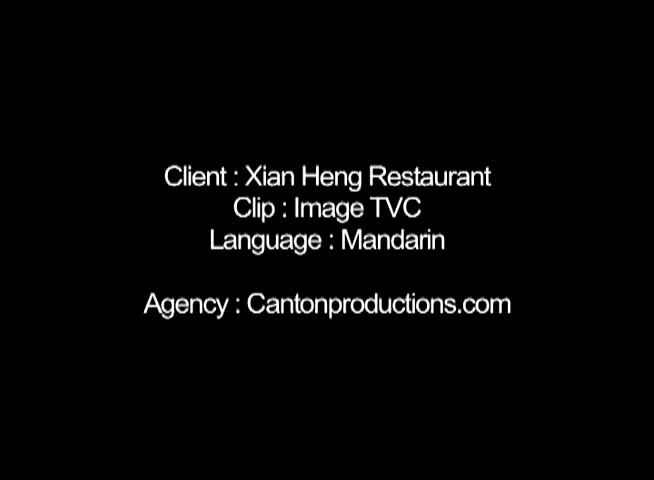 Client : Xian Heng Restaurant
Clip : Image TVC
Language : Mandarin
Agency : Cantonproductions.com